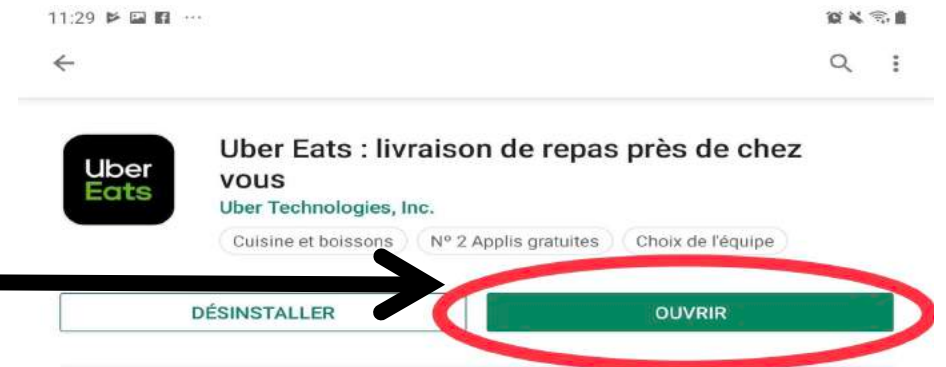 11:29
Uber
Eats
Uber Eats : livraison de repas près de chez
vous
Uber Technologies, Inc.
Cuisine et boissons
Nº 2 Applis gratuites
Choix de l'équipe
DÉSINSTALLER
OUVRIR